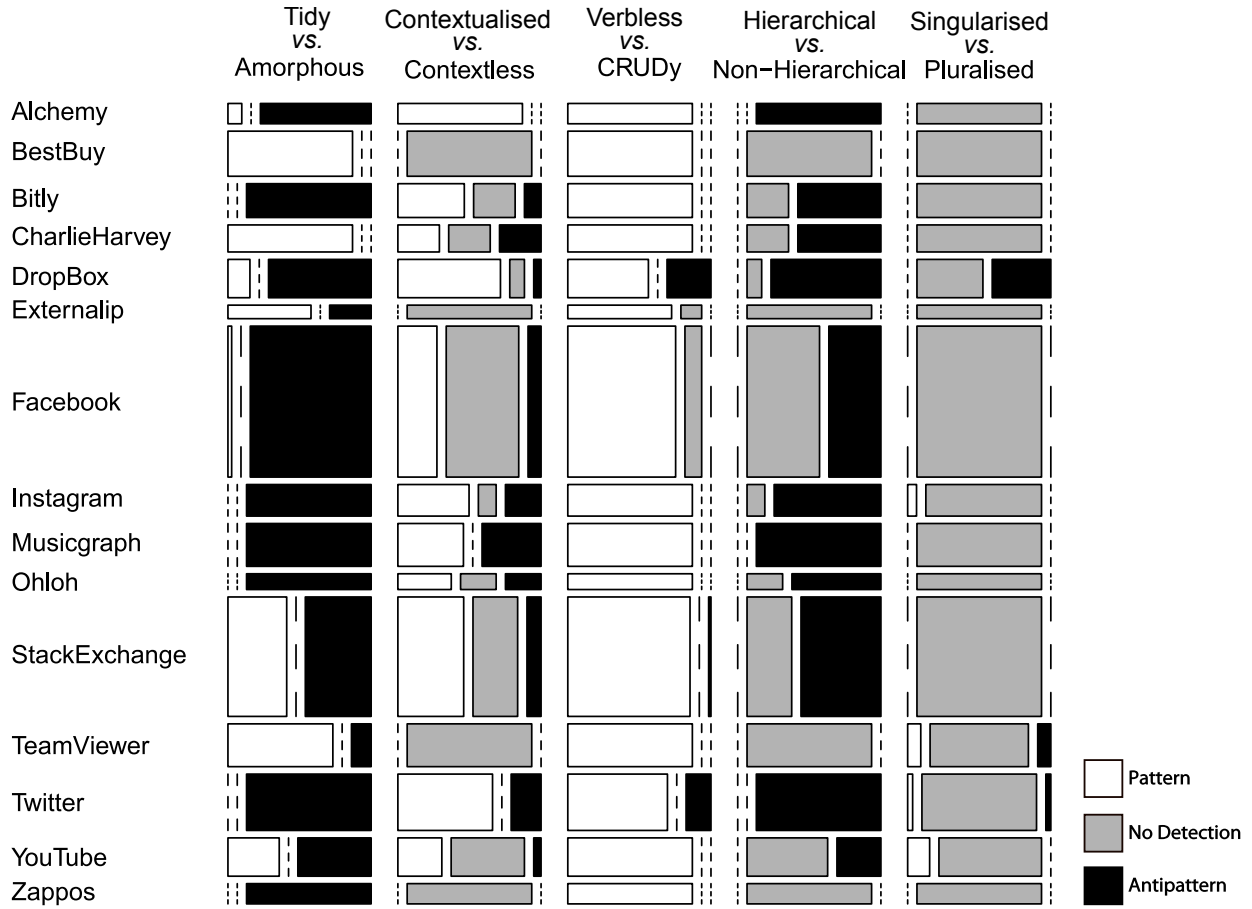 Tidy
vs.
Amorphous
Contextualised
vs.
Contextless
Verbless
vs.
CRUDy
Hierarchical
vs.
Non−Hierarchical
Singularised
vs.
Pluralised
Alchemy
BestBuy
Bitly
CharlieHarvey
DropBox
Externalip
Facebook
Instagram
Musicgraph
Ohloh
StackExchange
TeamViewer
Twitter
YouTube
Zappos
Pattern
No Detection
Antipattern